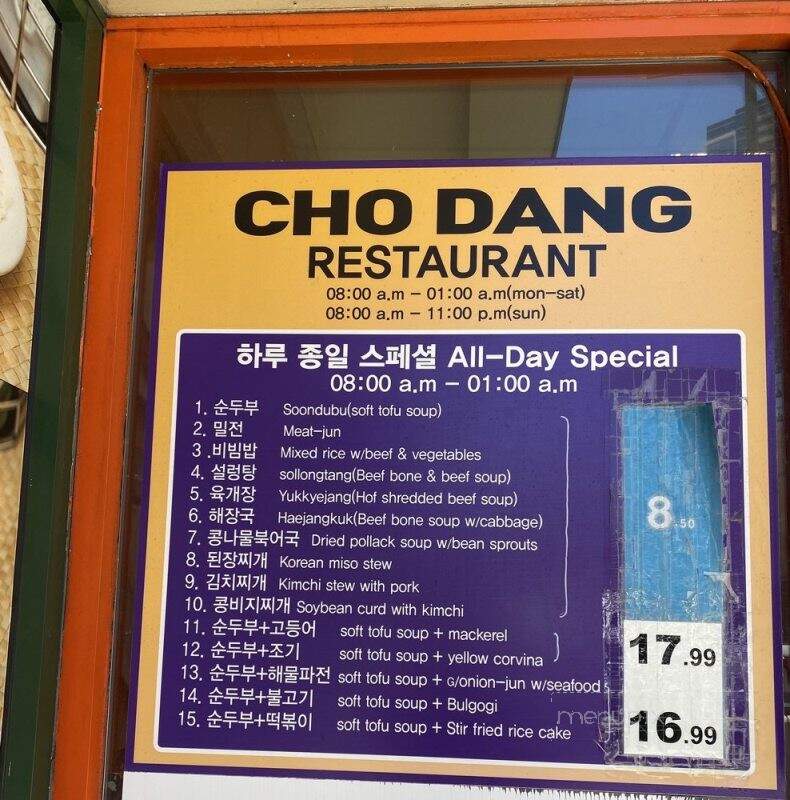 CHO DANG
RESTAURANT
08:00 a.m - 01:00 a.m(mon-sat)
08:00 a.m - 11:00 p.m(sun)
하루 종일 스페셜 All-Day Special
08:00 a.m - 01:00 a.m
1. 순두부 Soondubu(soft tofu soup)
2. 밀전 Meat-jun
3 .비빔밥 Mixed rice w/beef & vegetables
4. 설렁탕 sollongtang(Beef bone & beef soup)
5. 육개장 Yukkyejang(Hof shredded beef soup)
6. 해장국 Haejangkuk(Beef bone soup w/cabbage)
7. 콩나물북어국 Dried pollack soup w/bean sprouts
8. 된장찌개 Korean miso stew
9. 김치찌개 Kimchi stew with pork
10. 콩비지찌개 Soybean curd with kimchi
8.50
11. 순두부+고등어 soft tofu soup + mackerel
12. 순두부+조기 soft tofu soup + yellow corvina
17.99
13. 순두부+해물파전 soft tofu soup + G/onion-jun w/seafood
14. 순두부+불고기 soft tofu soup + Bulgogi
15. 순두부+떡볶이 soft tofu soup + Stir fried rice cake
16.99